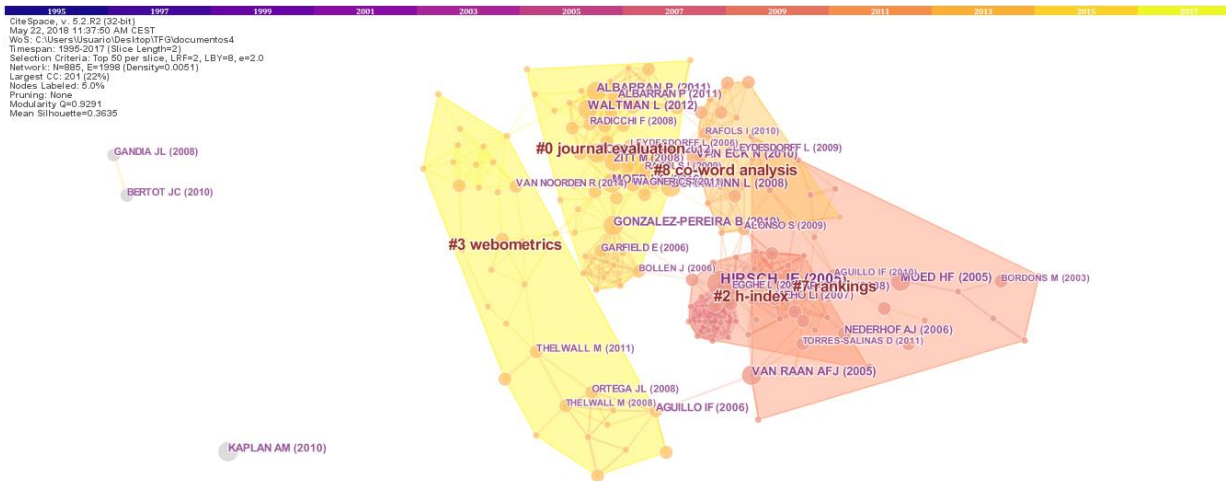 1995 1997 1999 2001 2003 2005 2007 2009 2011 2013 2015 2017
CiteSpace, v. 5.2.R2 (32-bit)
May 22, 2018 11:37:50 AM CEST
WoS: C:\Users\Usuario\Desktop\TFG\documentos4
Timespan: 1995-2017 (Slice Length=2)
Selection Criteria: Top 50 per slice, LRF=2, LBY=8, e=2.0
Network: N=885, E=1998 (Density=0.0051)
Largest CC: 201 (22%)
Nodes Labeled: 5.0%
Pruning: None
Modularity Q=0.9291
Mean Silhouette=0.3635
ALBARRAN P (2011)
ALBARRAN P (2011)
WALTMAN L (2012)
RADICCHI F (2008)
RAFOLS I (2010)
LEYDESDORFF L (2006)
#0 journal evaluation
LEYDESDORFF L (2009)
GANDIA JL (2008)
ZITT M (2008)
VAN ECK N (2010)
#8 co-word analysis
VAN NOORDEN R (2014)
WAGNER CS (2011)
BERTOT JC (2010)
GONZALEZ-PEREIRA B (2010)
ALONSO S (2009)
#3 webometrics
GARFIELD E (2006)
BOLLEN J (2006)
AGUILLO IF (2010)
HIRSCH JE (2005)
MOED HF (2005)
BORDONS M (2003)
#7 rankings
#2 h-index
NEDERHOF AJ (2006)
TORRES-SALINAS D (2011)
THELWALL M (2011)
VAN RAAN AFJ (2005)
ORTEGA JL (2008)
THELWALL M (2008)
AGUILLO IF (2006)
KAPLAN AM (2010)